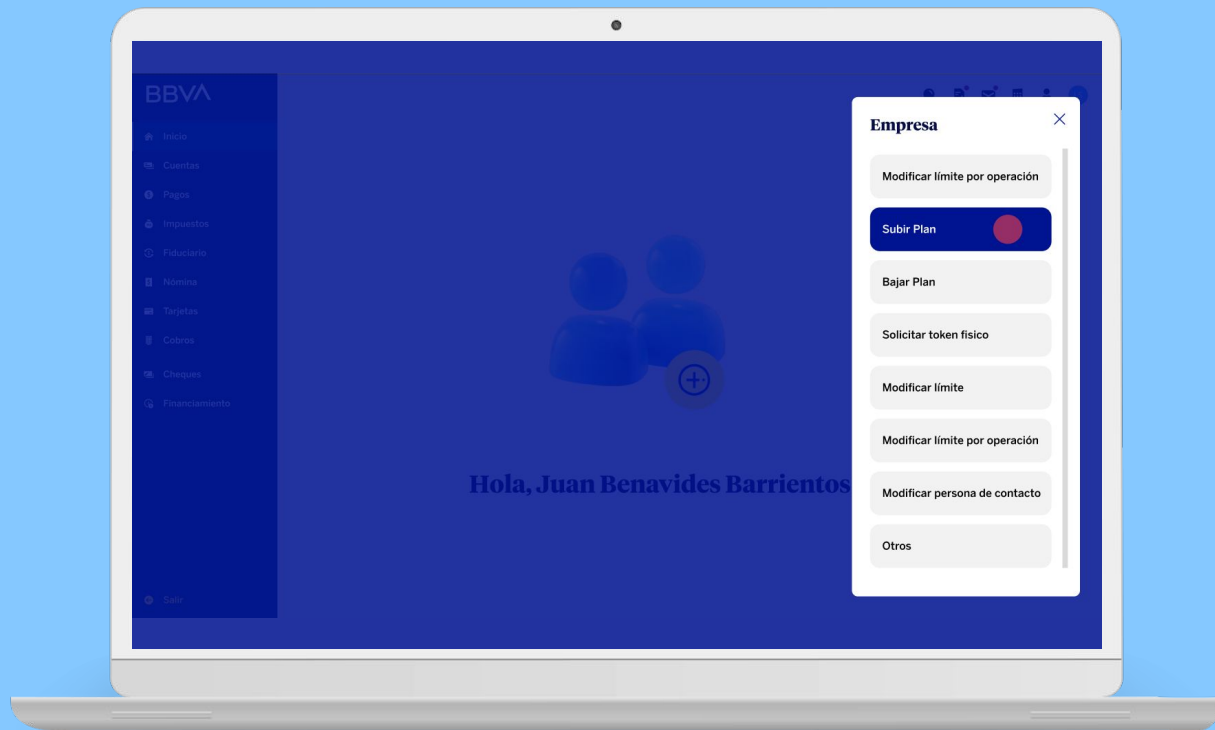 BBVA
Inicio
Cuentas
Pagos
Impuestos
Fiduciario
Nómina
Tarjetas
Cobros
Cheques
Financiamiento
Salir
Hola, Juan Benavides Barrientos
Empresa
Modificar límite por operación
Subir Plan
Bajar Plan
Solicitar token fisico
Modificar límite
Modificar límite por operación
Modificar persona de contacto
Otros